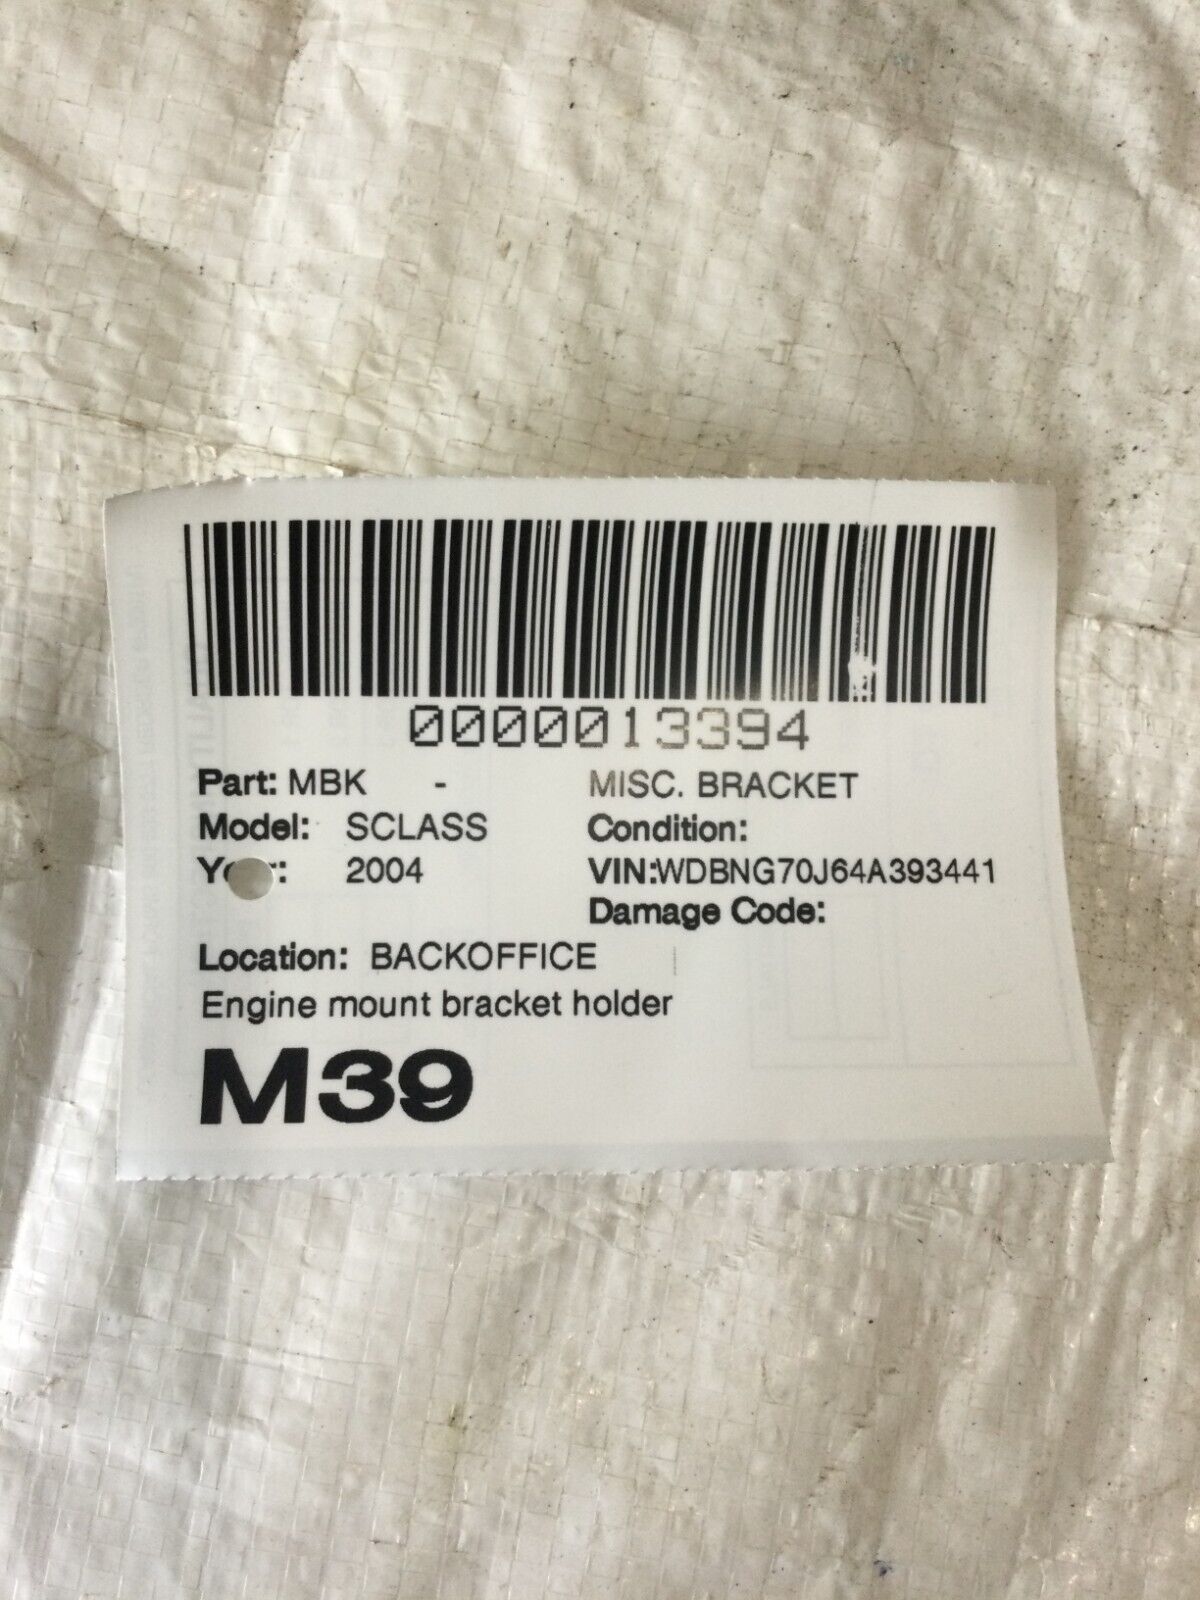 0000013394
Part: MBK - MISC. BRACKET
Model: SCLASS Condition:
2004 VIN:WDBNG70J64A393441
Damage Code:
Location: BACKOFFICE
Engine mount bracket holder
M39